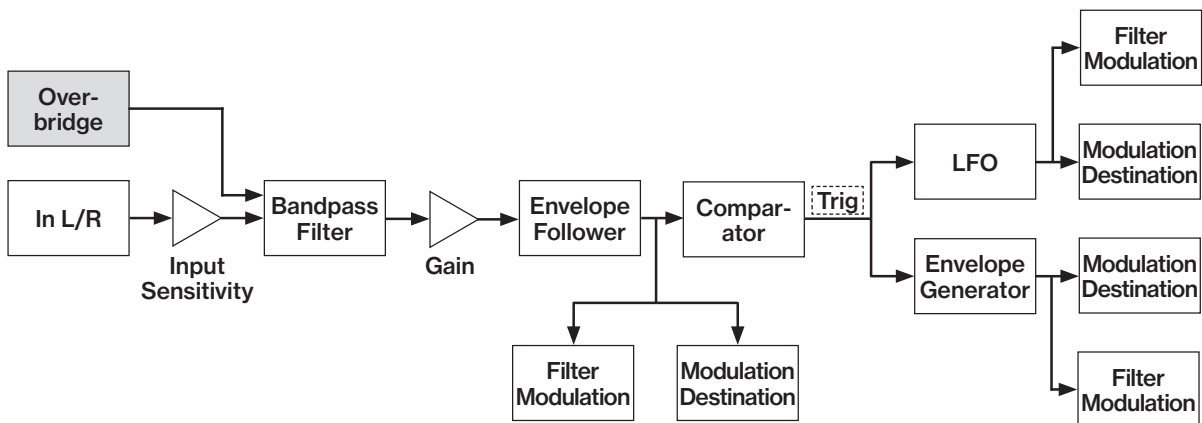 Over-
bridge
In L/R
Input
Sensitivity
Bandpass
Filter
Gain
Envelope
Follower
Filter
Modulation
Modulation
Destination
Compar-
ator
Trig
LFO
Envelope
Generator
Filter
Modulation
Modulation
Destination
Modulation
Destination
Filter
Modulation